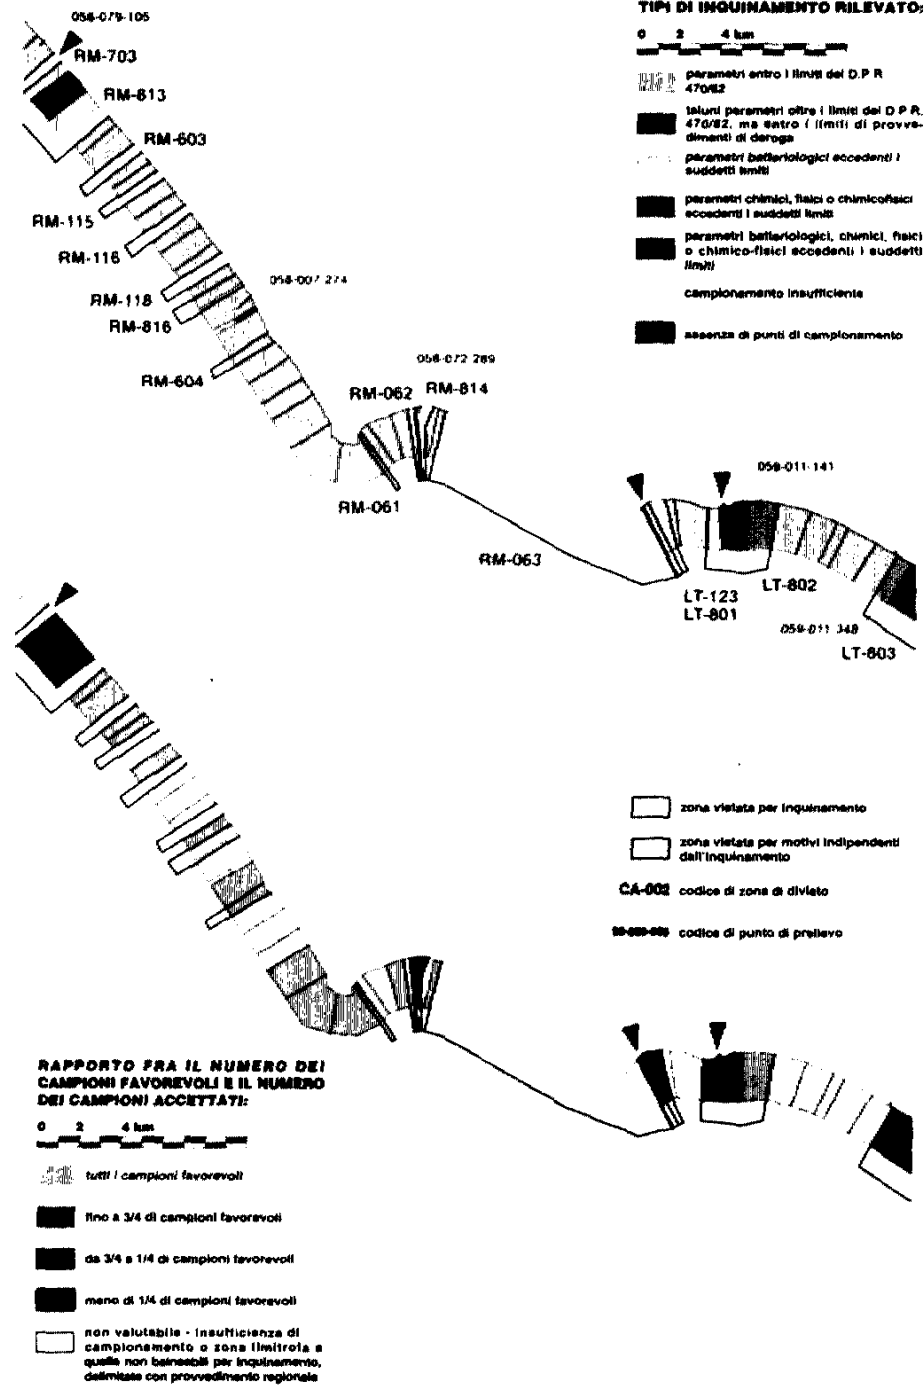 TIPI DI INQUINAMENTO RILEVATO:
0 2 4 km
parametri entro i limiti del D.P.R.
470/82
taluni parametri oltre i limiti del D.P.R.
470/82, ma entro i limiti di provve-
dimenti di deroga
parametri batteriologici eccedenti i
suddetti limiti
parametri chimici, fisici o chimicofisici
eccedenti i suddetti limiti
parametri batteriologici, chimici, fisici
o chimico-fisici eccedenti i suddetti
limiti
campionamento insufficiente
assenza di punti di campionamento
058-079-105
RM-703
RM-813
RM-603
RM-115
RM-116
058-007-274
RM-118
RM-816
RM-604
058-072-289
RM-062
RM-814
RM-061
RM-063
059-011-141
LT-123
LT-801
LT-802
059-011-348
LT-803
zona vietata per inquinamento
zona vietata per motivi indipendenti
dall'inquinamento
CA-002 codice di zona di divieto
codice di punto di prelievo
RAPPORTO FRA IL NUMERO DEI
CAMPIONI FAVOREVOLI E IL NUMERO
DEI CAMPIONI ACCETTATI:
0 2 4 km
tutti i campioni favorevoli
fino a 3/4 di campioni favorevoli
da 3/4 a 1/4 di campioni favorevoli
meno di 1/4 di campioni favorevoli
non valutabile - insufficienza di
campionamento o zona limitrofa a
quelle non balneabili per inquinamento,
delimitate con provvedimento regionale